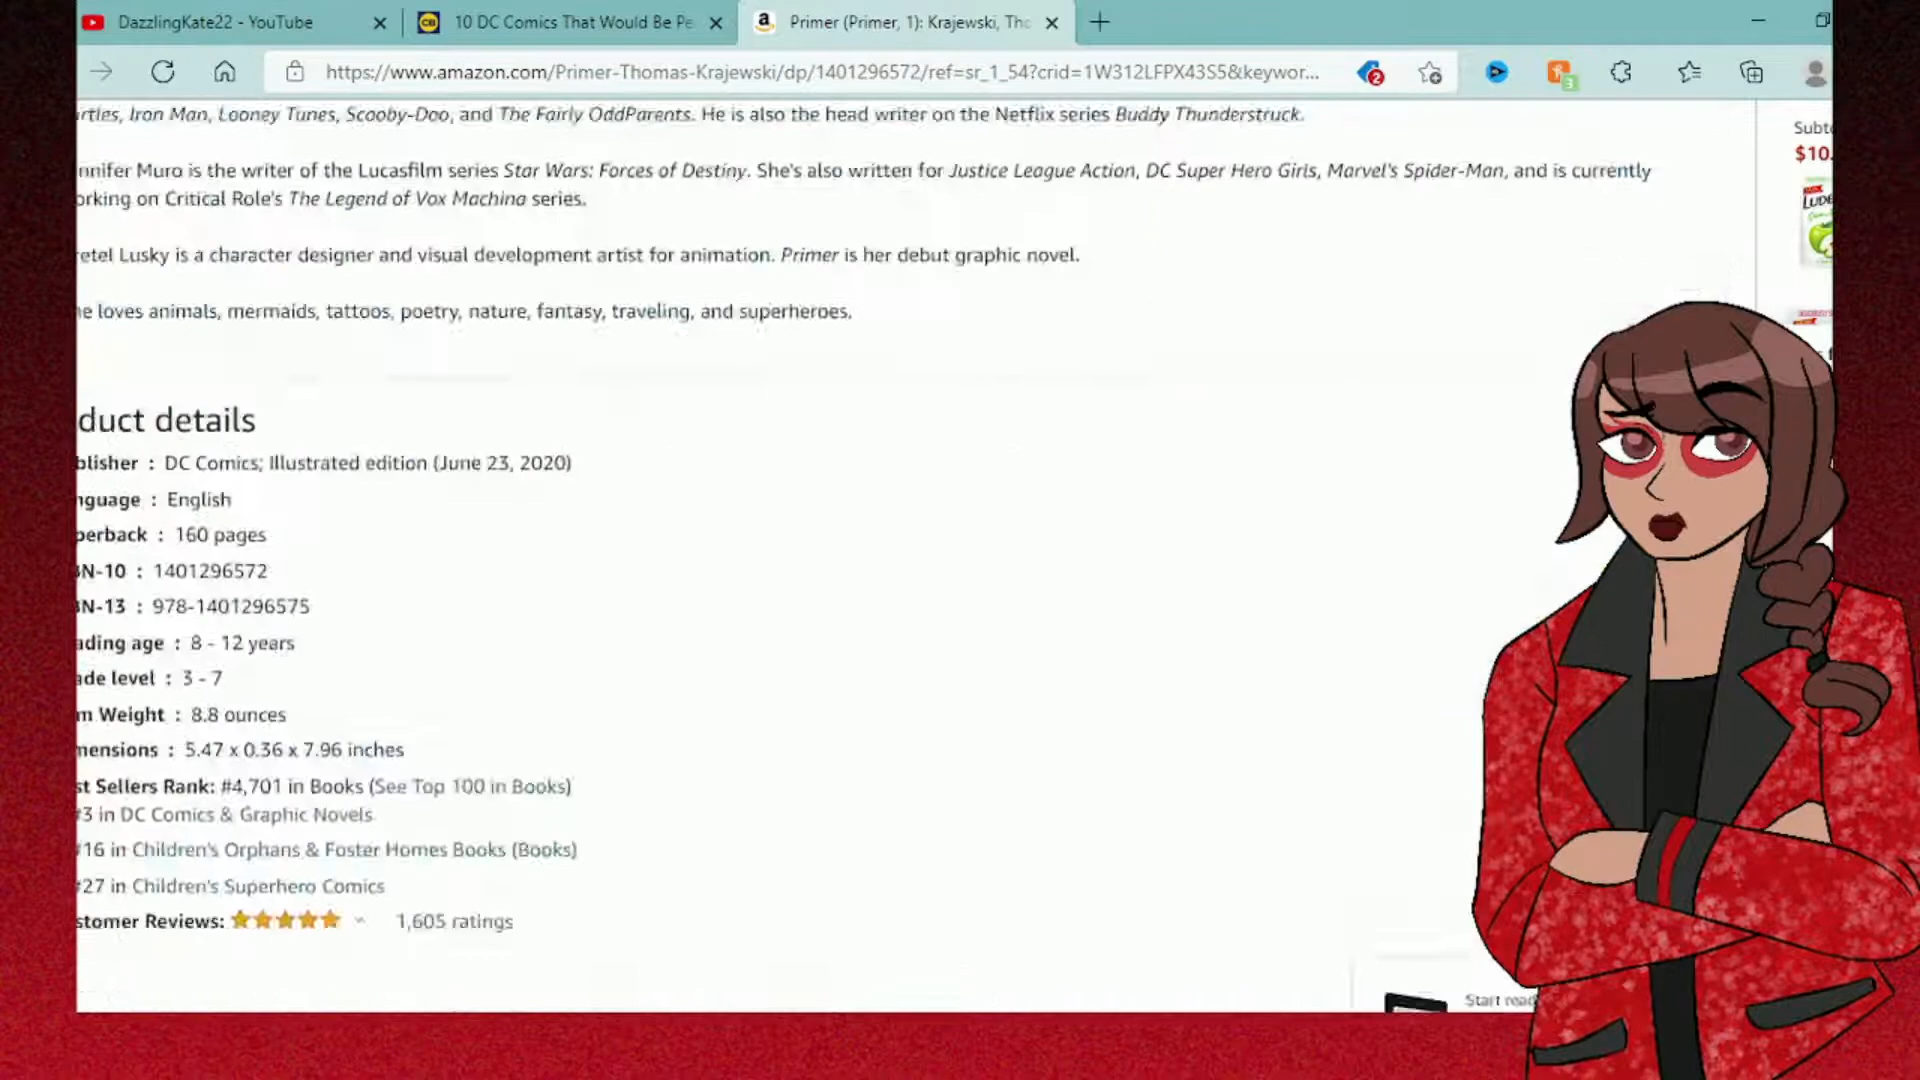 DazzlingKate22 - YouTube
10 DC Comics That Would Be Pe
Primer (Primer, 1): Krajewski, Tho
https://www.amazon.com/Primer-Thomas-Krajewski/dp/1401296572/ref=sr_1_54?crid=1W312LFPX43S5&keywor...
2
3
rtles, Iron Man, Looney Tunes, Scooby-Doo, and The Fairly OddParents. He is also the head writer on the Netflix series Buddy Thunderstruck.
Subto
$10.
nnifer Muro is the writer of the Lucasfilm series Star Wars: Forces of Destiny. She's also written for Justice League Action, DC Super Hero Girls, Marvel's Spider-Man, and is currently
orking on Critical Role's The Legend of Vox Machina series.
LUDE
retel Lusky is a character designer and visual development artist for animation. Primer is her debut graphic novel.
he loves animals, mermaids, tattoos, poetry, nature, fantasy, traveling, and superheroes.
duct details
blisher : DC Comics; Illustrated edition (June 23, 2020)
nguage : English
perback : 160 pages
BN-10 : 1401296572
BN-13 : 978-1401296575
ading age : 8 - 12 years
ade level : 3 - 7
m Weight : 8.8 ounces
mensions : 5.47 x 0.36 x 7.96 inches
st Sellers Rank: #4,701 in Books (See Top 100 in Books)
#3 in DC Comics & Graphic Novels
#16 in Children's Orphans & Foster Homes Books (Books)
#27 in Children's Superhero Comics
stomer Reviews: 1,605 ratings
Start read